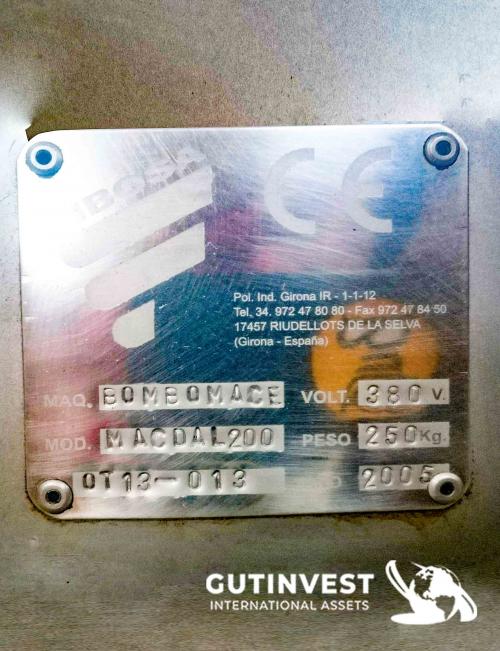 CE
Pol. Ind. Girona IR - 1-1-12
Tel. 34. 972 47 80 80 - Fax 972 47 84 50
17457 RIUDELLOTS DE LA SELVA
(Girona - España)
MAQ. BOMBOMACE VOLT. 380 V.
MOD. MACDAL200 PESO 250Kg.
OT13-013 2005
GUTINVEST
INTERNATIONAL ASSETS